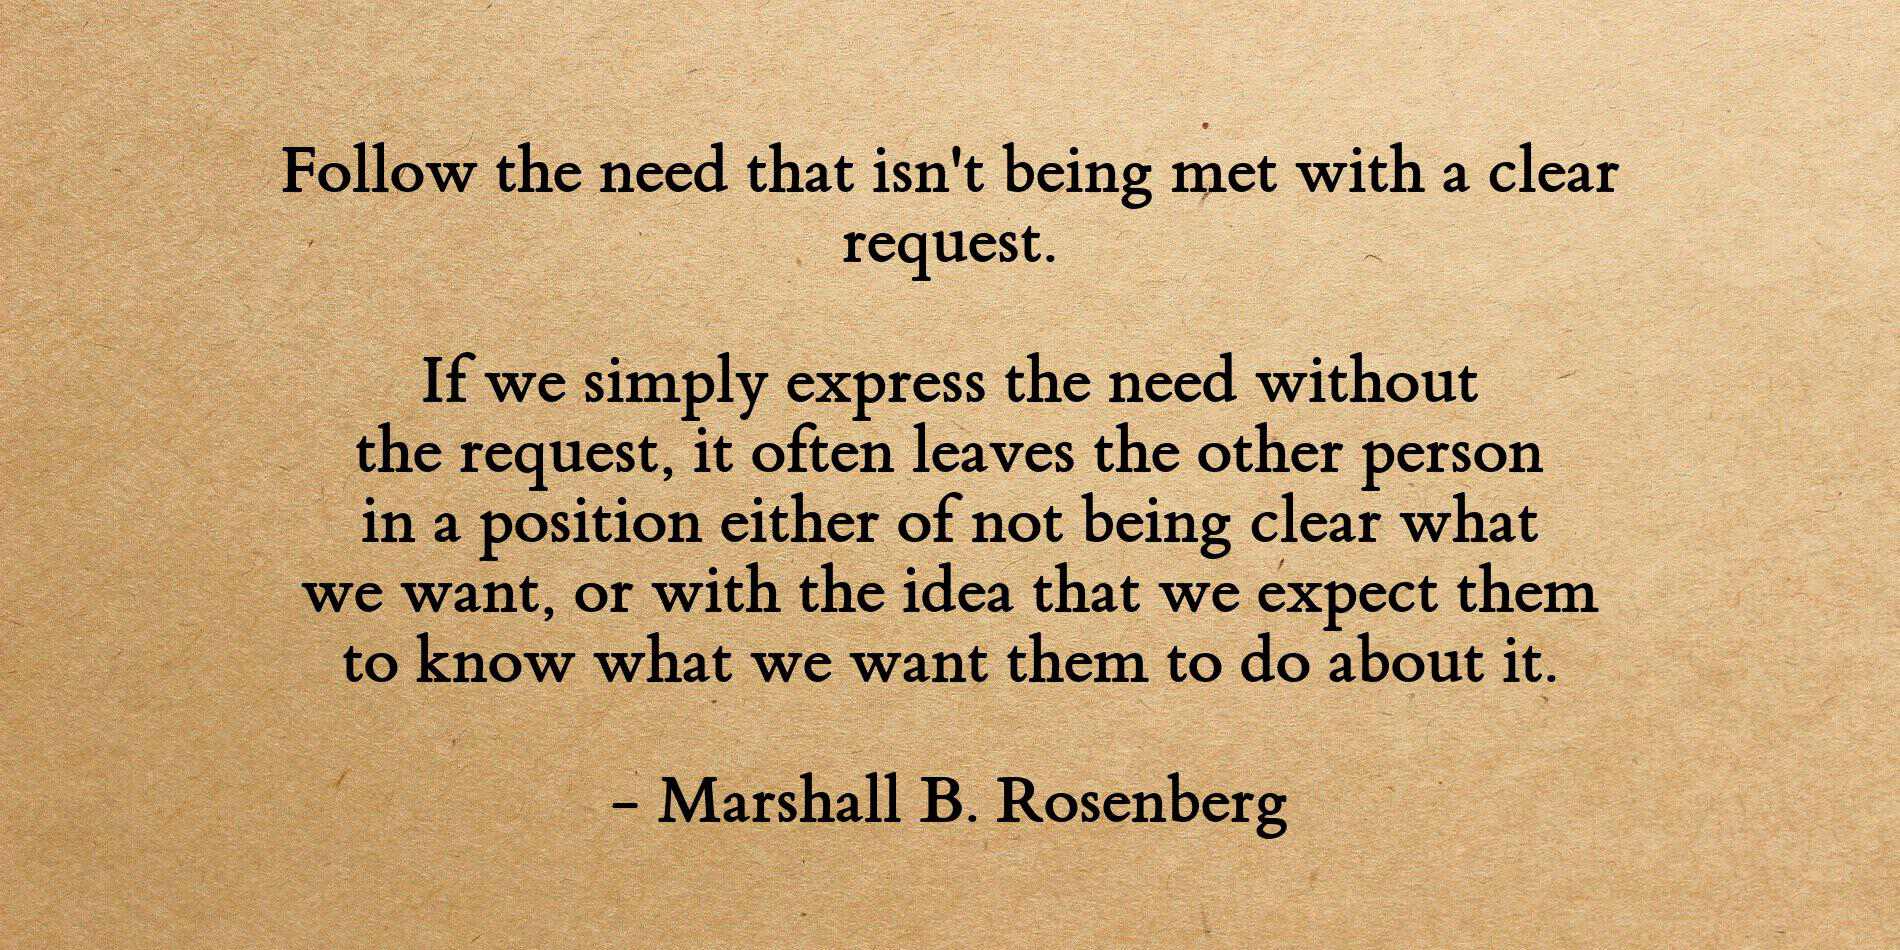 Follow the need that isn't being met with a clear
request.
If we simply express the need without
the request, it often leaves the other person
in a position either of not being clear what
we want, or with the idea that we expect them
to know what we want them to do about it.
– Marshall B. Rosenberg